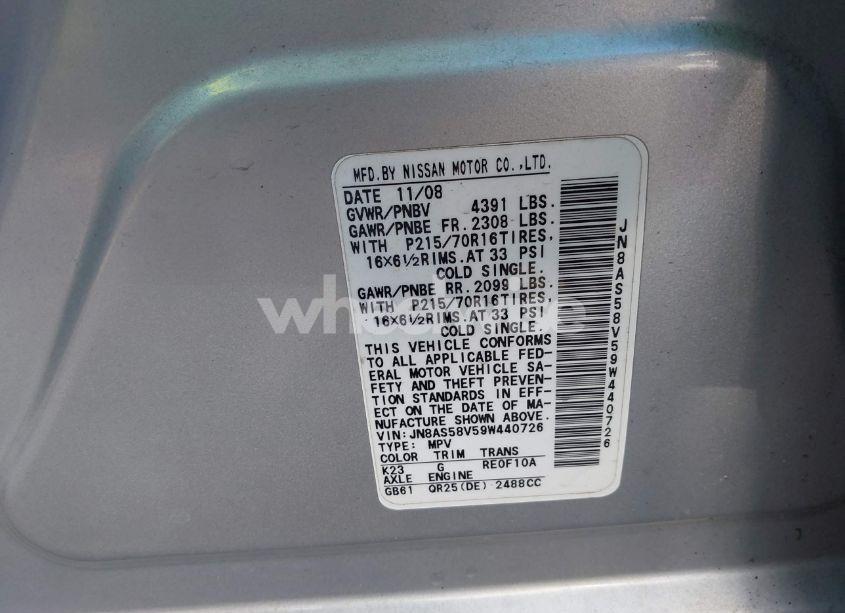 MFD.BY NISSAN MOTOR CO.,LTD.
DATE 11/08
GVWR/PNBV 4391 LBS.
GAWR/PNBE FR.2308 LBS.
WITH P215/70R16TIRES,
16X6½RIMS.AT 33 PSI
COLD SINGLE.
GAWR/PNBE RR.2099 LBS.
WITH P215/70R16TIRES,
16X6½RIMS.AT 33 PSI
COLD SINGLE.
THIS VEHICLE CONFORMS
TO ALL APPLICABLE FED-
ERAL MOTOR VEHICLE SA-
FETY AND THEFT PREVEN-
TION STANDARDS IN EFF-
ECT ON THE DATE OF MA-
NUFACTURE SHOWN ABOVE.
VIN:JN8AS58V59W440726
TYPE: MPV
COLOR TRIM TRANS
K23 G RE0F10A
AXLE ENGINE
GB61 QR25(DE) 2488CC
JN8AS58V59W440726